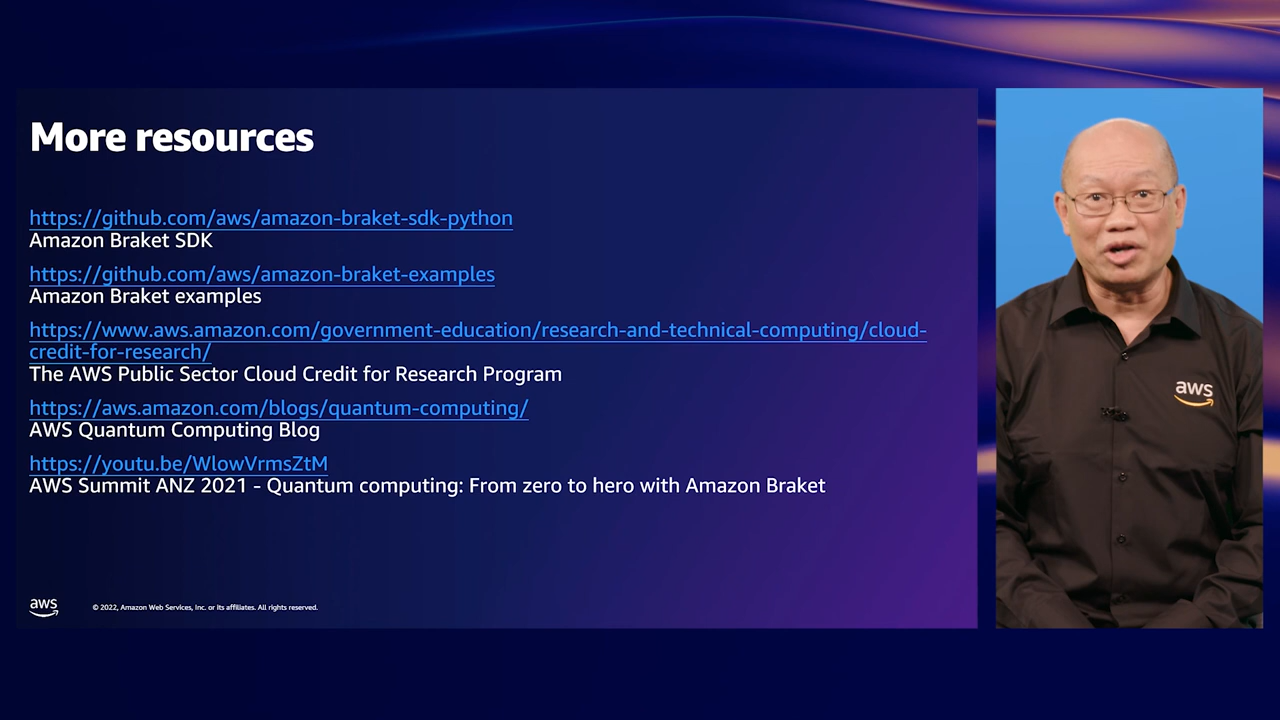 More resources
https://github.com/aws/amazon-braket-sdk-python
Amazon Braket SDK
https://github.com/aws/amazon-braket-examples
Amazon Braket examples
https://www.aws.amazon.com/government-education/research-and-technical-computing/cloud-
credit-for-research/
The AWS Public Sector Cloud Credit for Research Program
https://aws.amazon.com/blogs/quantum-computing/
AWS Quantum Computing Blog
https://youtu.be/WlowVrmsZtM
AWS Summit ANZ 2021 - Quantum computing: From zero to hero with Amazon Braket
aws
© 2022, Amazon Web Services, Inc. or its affiliates. All rights reserved.
aws